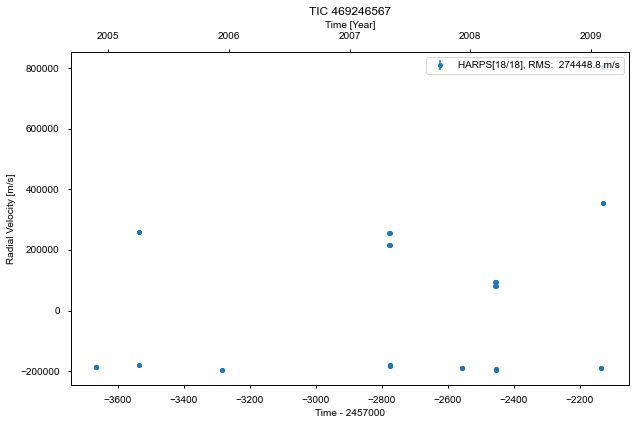 TIC 469246567
Time [Year]
2005 2006 2007 2008 2009
HARPS[18/18], RMS: 274448.8 m/s
Radial Velocity [m/s]
800000
600000
400000
200000
0
−200000
−3600 −3400 −3200 −3000 −2800 −2600 −2400 −2200
Time - 2457000